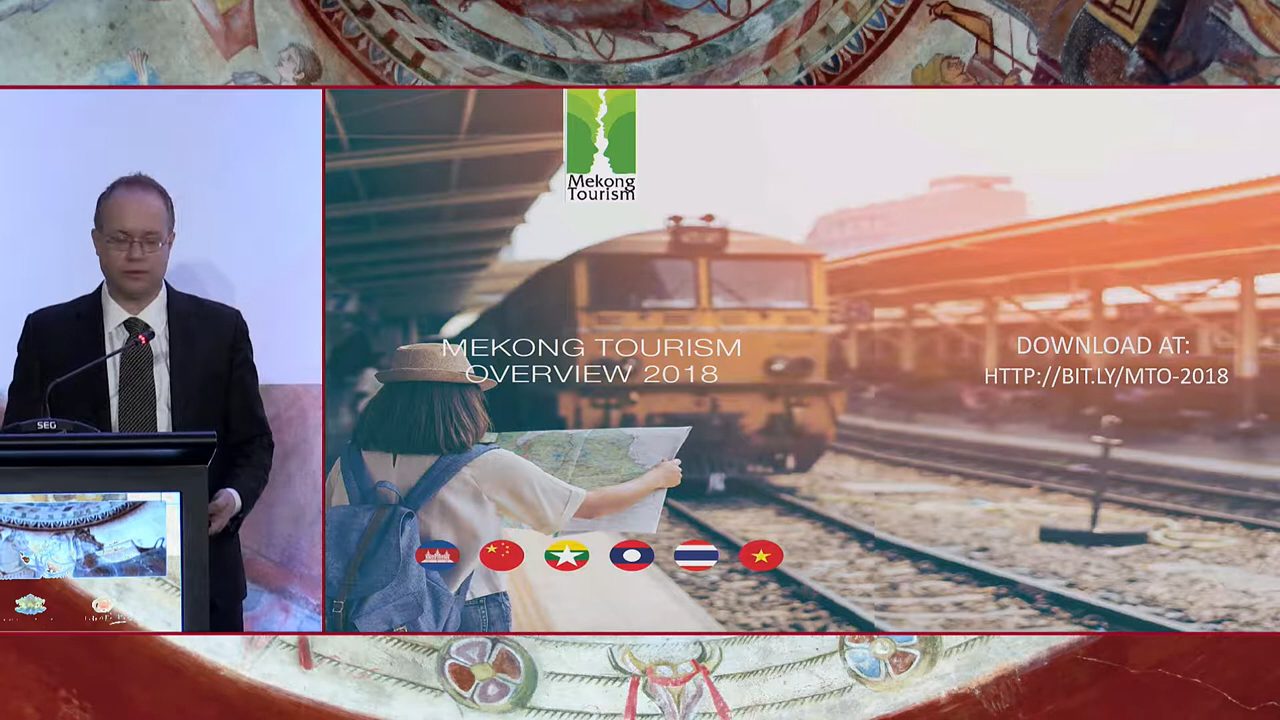 Mekong
Tourism
MEKONG TOURISM
OVERVIEW 2018
DOWNLOAD AT:
HTTP://BIT.LY/MTO-2018
SEG